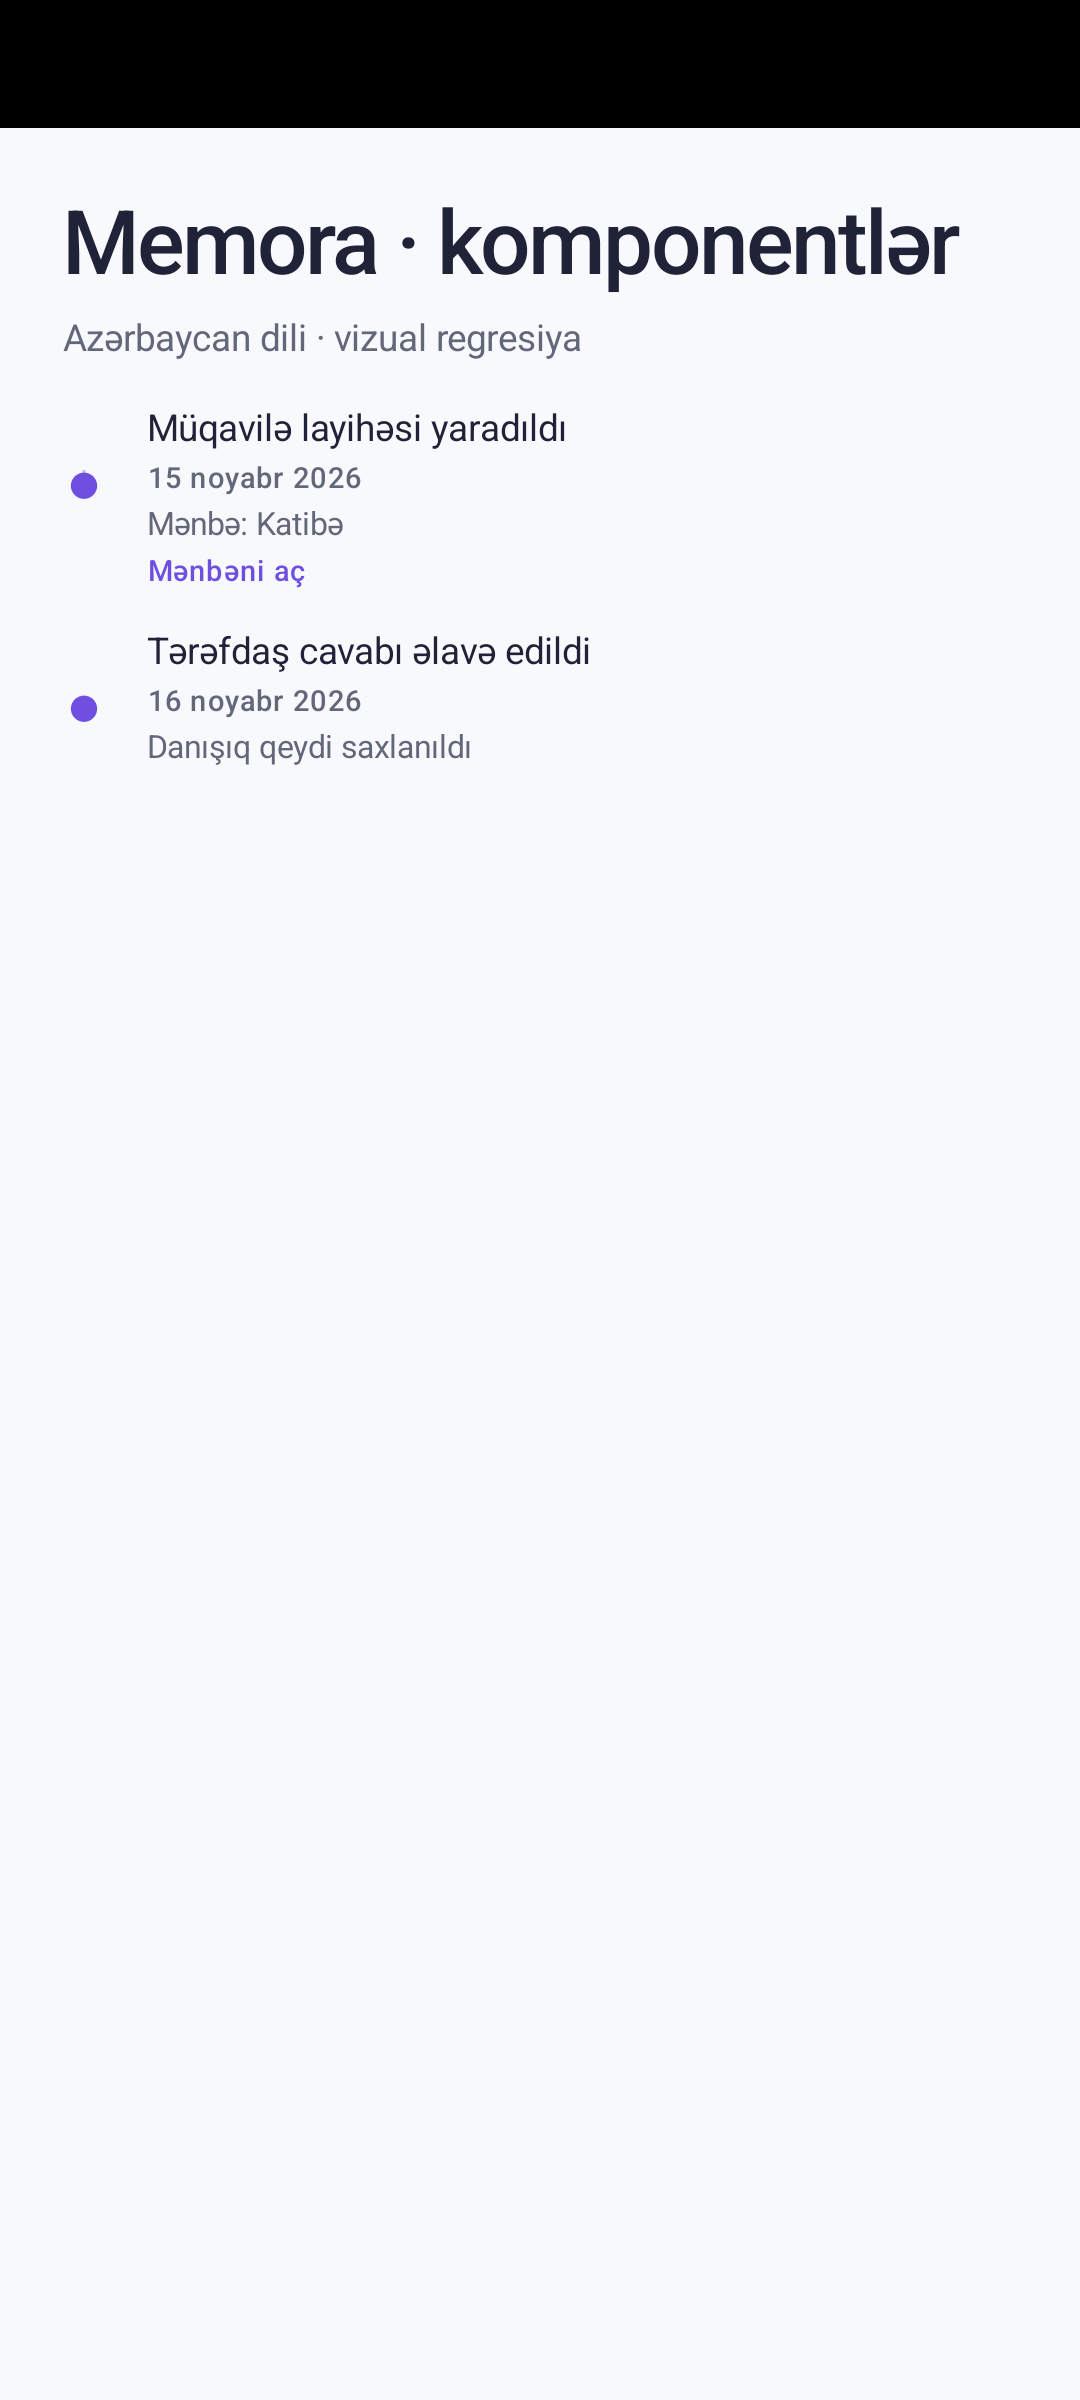 Memora · komponentlər
Azərbaycan dili · vizual regresiya
Müqavilə layihəsi yaradıldı
15 noyabr 2026
Mənbə: Katibə
Mənbəni aç
Tərəfdaş cavabı əlavə edildi
16 noyabr 2026
Danışıq qeydi saxlanıldı